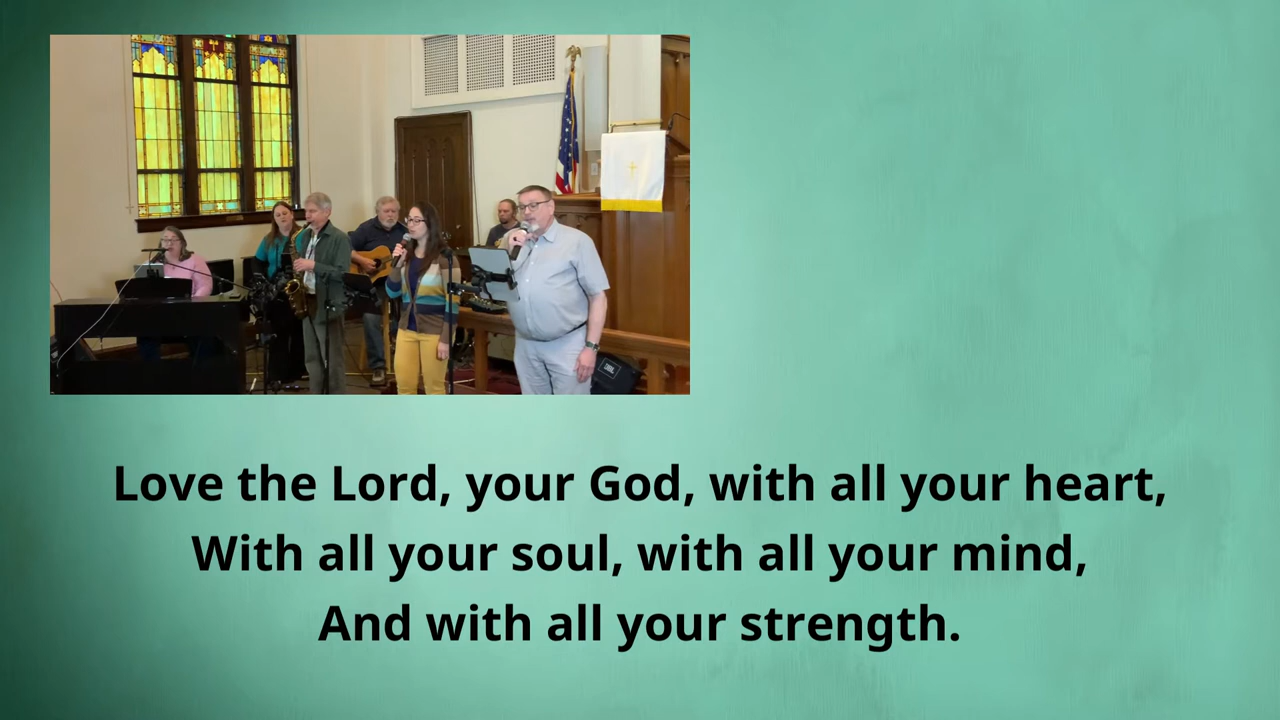 Love the Lord, your God, with all your heart,
With all your soul, with all your mind,
And with all your strength.